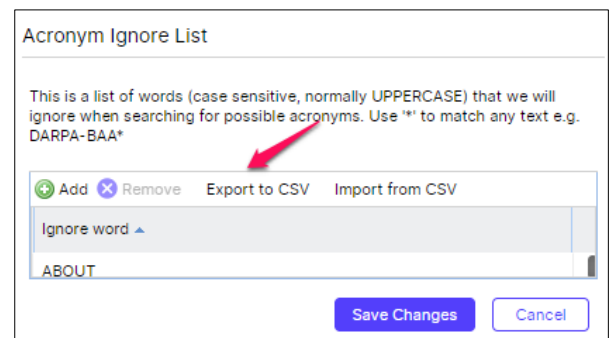 Acronym Ignore List
This is a list of words (case sensitive, normally UPPERCASE) that we will
ignore when searching for possible acronyms. Use '*' to match any text e.g.
DARPA-BAA*
Add Remove Export to CSV Import from CSV
Ignore word
ABOUT
Save Changes Cancel